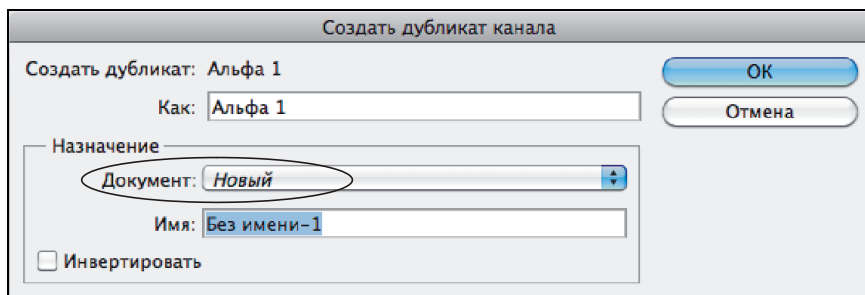 Создать дубликат канала
Создать дубликат: Альфа 1
OK
Как: Альфа 1
Отмена
Назначение
Документ: Новый
Имя: Без имени-1
Инвертировать